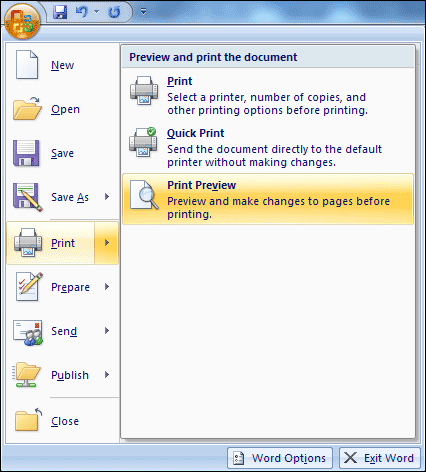 New
Open
Save
Save As
Print
Prepare
Send
Publish
Close
Preview and print the document
Print
Select a printer, number of copies, and
other printing options before printing.
Quick Print
Send the document directly to the default
printer without making changes.
Print Preview
Preview and make changes to pages before
printing.
Word Options
Exit Word